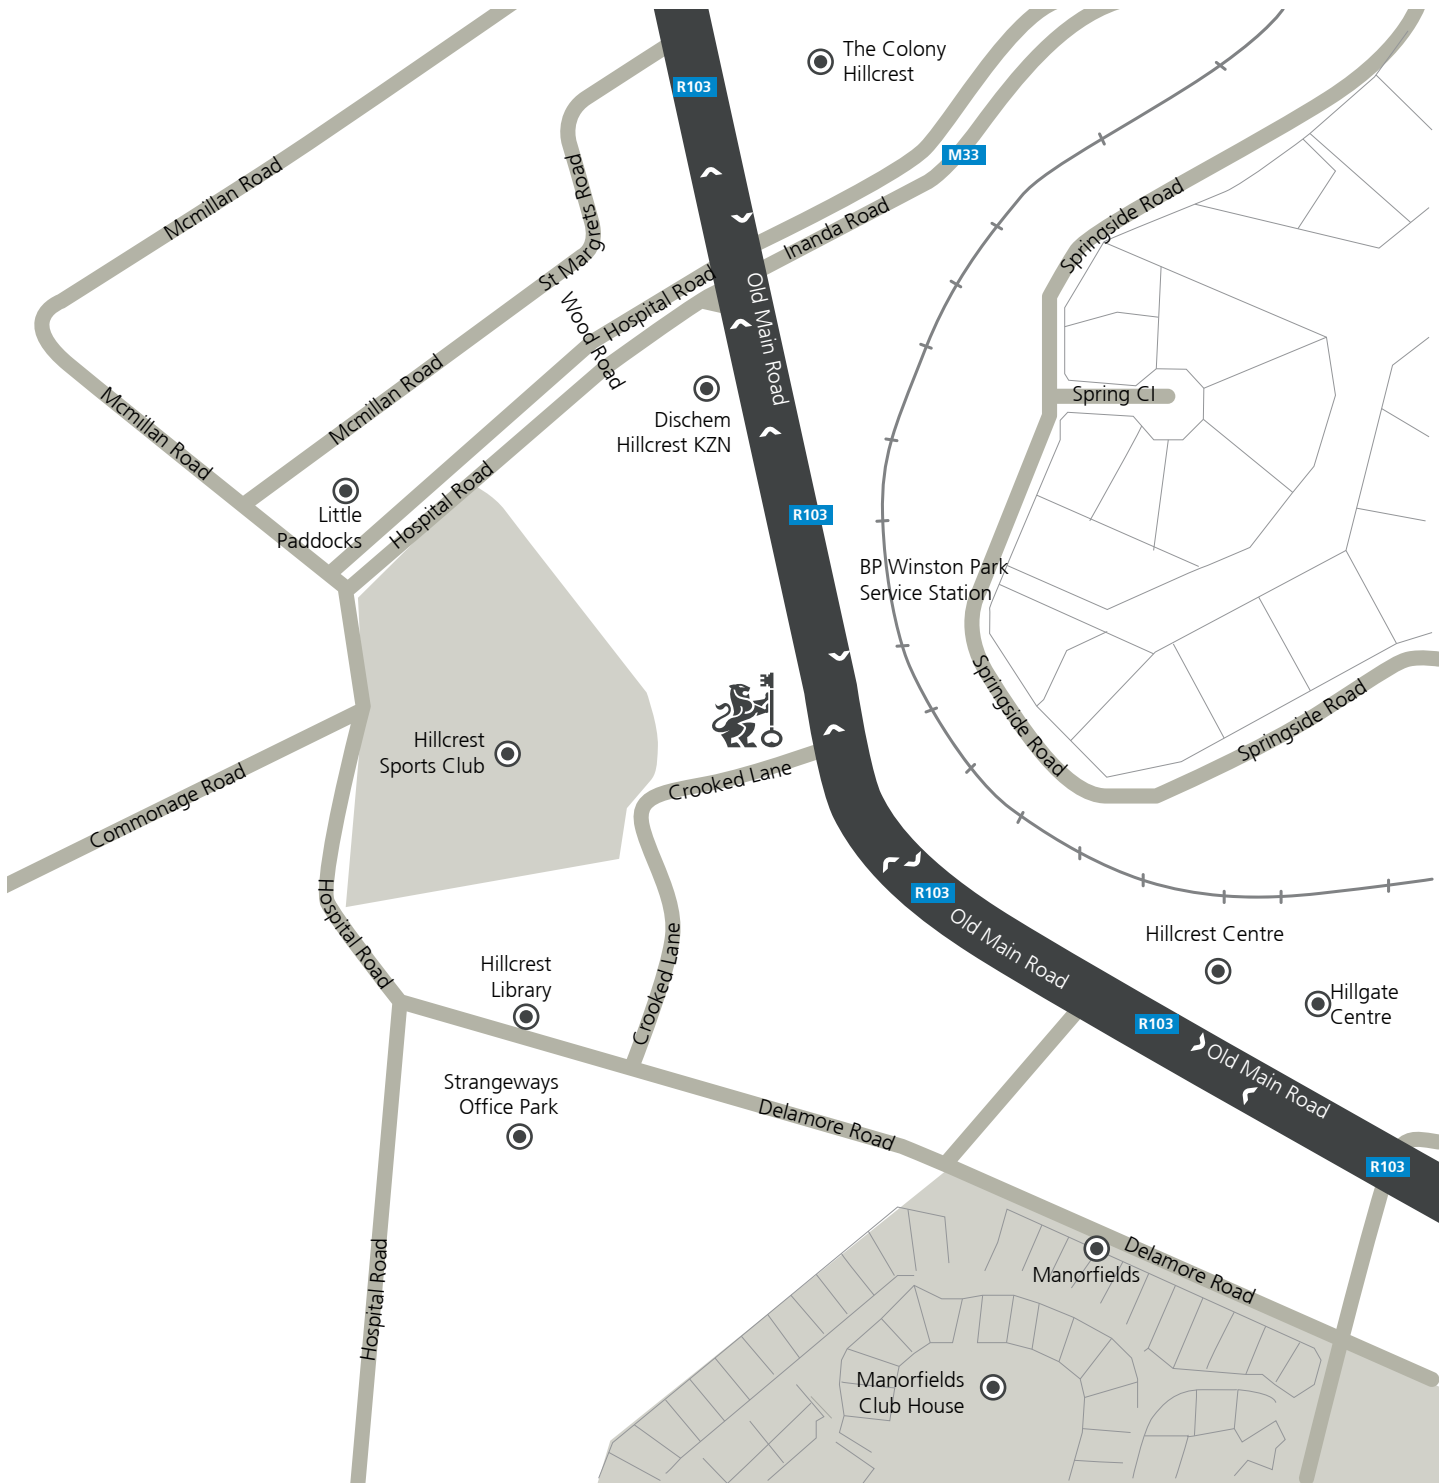 The Colony
Hillcrest
R103
M33
Mcmillan Road
St Margrets Road
Springside Road
Inanda Road
Hospital Road
Wood Road
Old Main Road
Mcmillan Road
Mcmillan Road
Dischem
Hillcrest KZN
Spring Cl
Little
Paddocks
Hospital Road
R103
BP Winston Park
Service Station
Springside Road
Springside Road
Hillcrest
Sports Club
Crooked Lane
Commonage Road
Hospital Road
R103
Old Main Road
Hillcrest Centre
Hillcrest
Library
Crooked Lane
Hillgate
Centre
R103
Old Main Road
Strangeways
Office Park
Delamore Road
R103
Manorfields
Delamore Road
Hospital Road
Manorfields
Club House